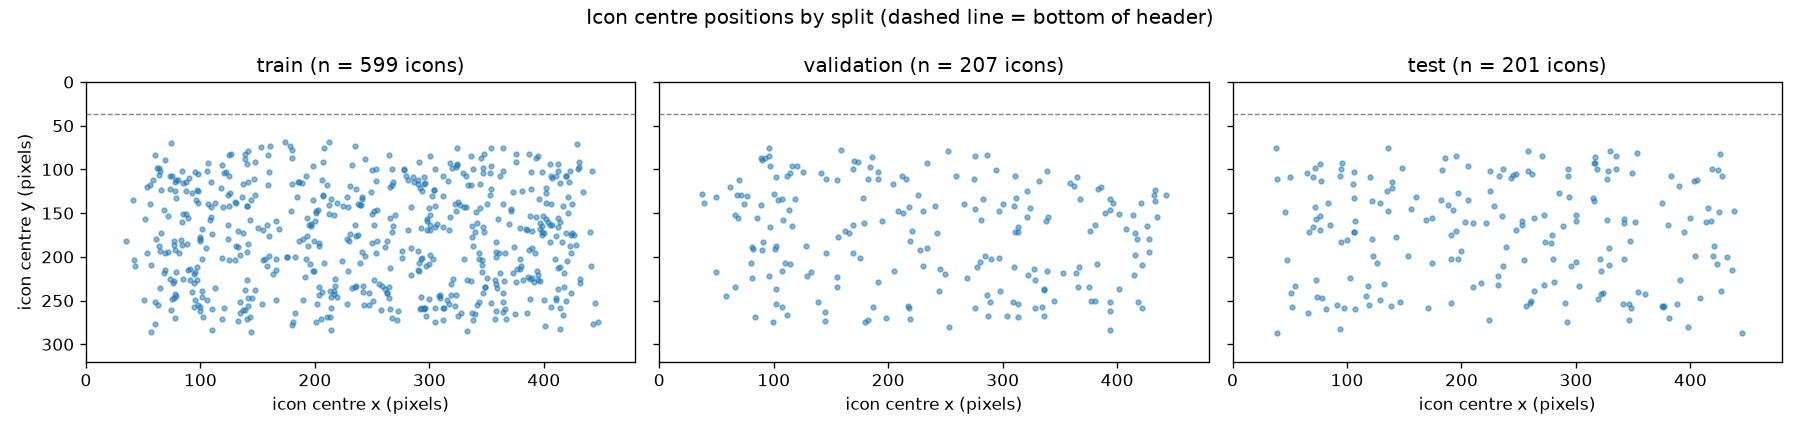 Icon centre positions by split (dashed line = bottom of header)
train (n = 599 icons)
validation (n = 207 icons)
test (n = 201 icons)
icon centre y (pixels)
0
50
100
150
200
250
300
0 100 200 300 400
0 100 200 300 400
0 100 200 300 400
icon centre x (pixels)
icon centre x (pixels)
icon centre x (pixels)